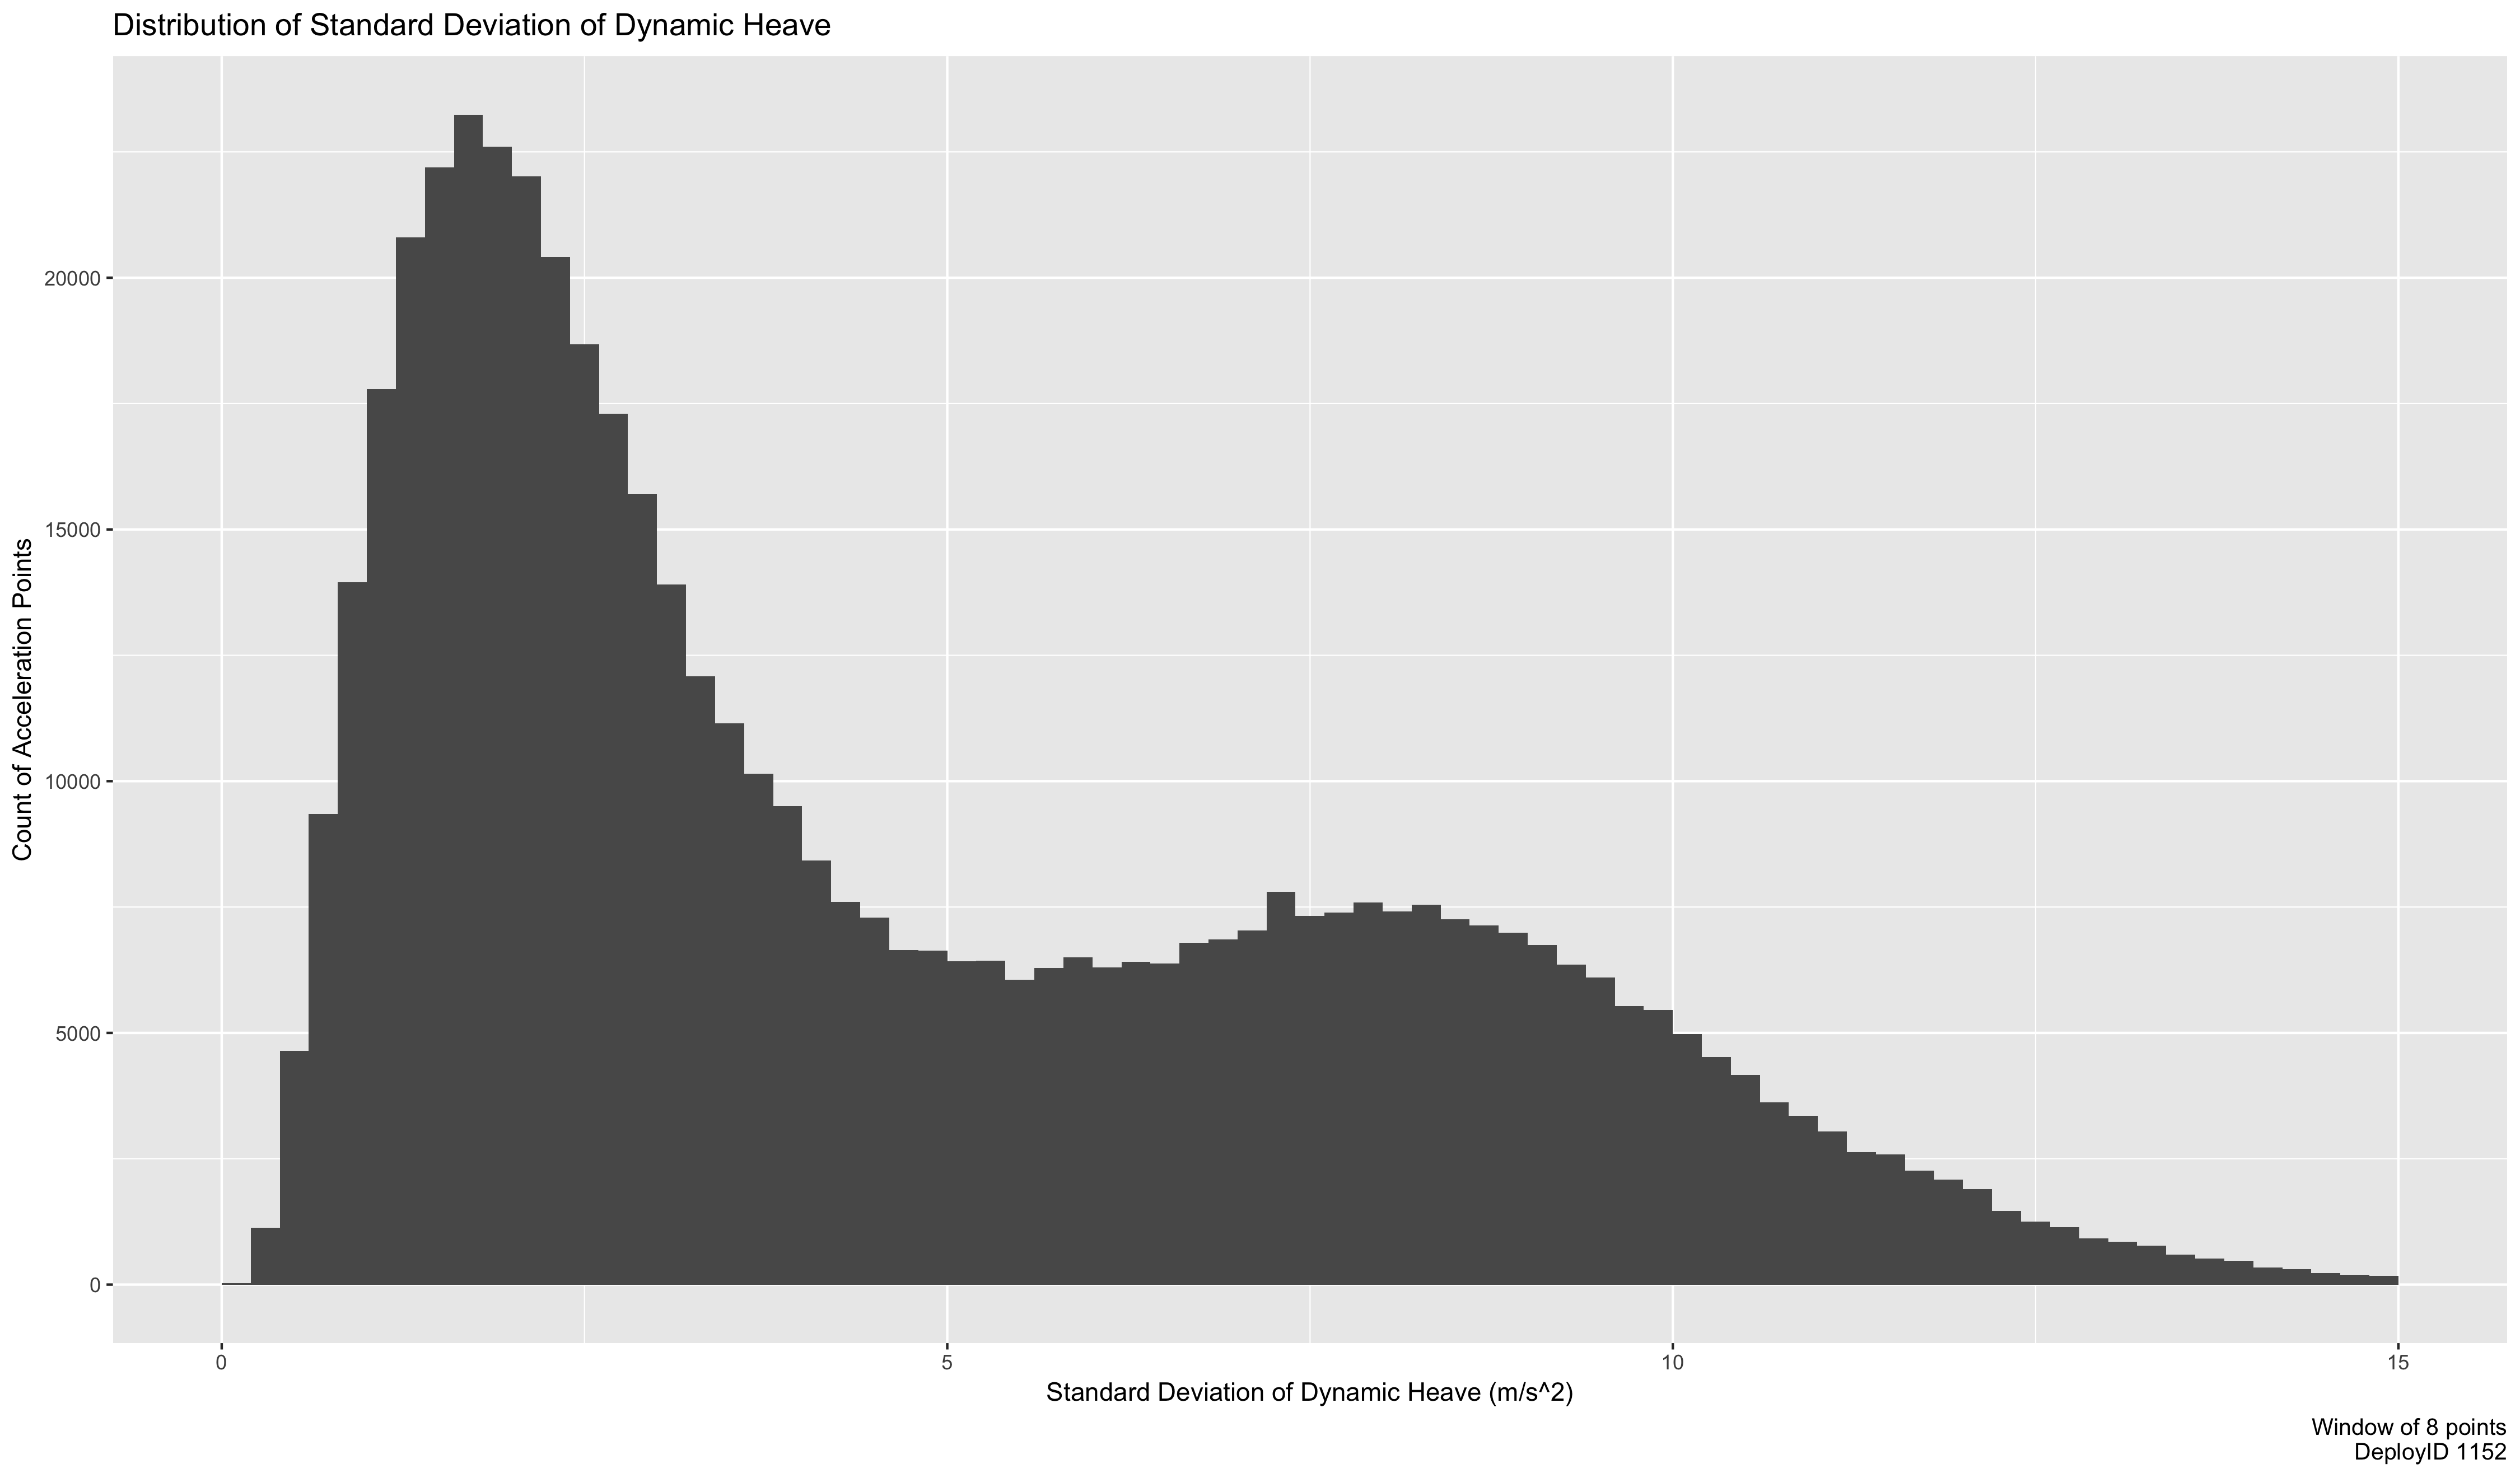 Distribution of Standard Deviation of Dynamic Heave
Count of Acceleration Points
20000
15000
10000
5000
0
0
5
10
15
Standard Deviation of Dynamic Heave (m/s^2)
Window of 8 points
DeployID 1152